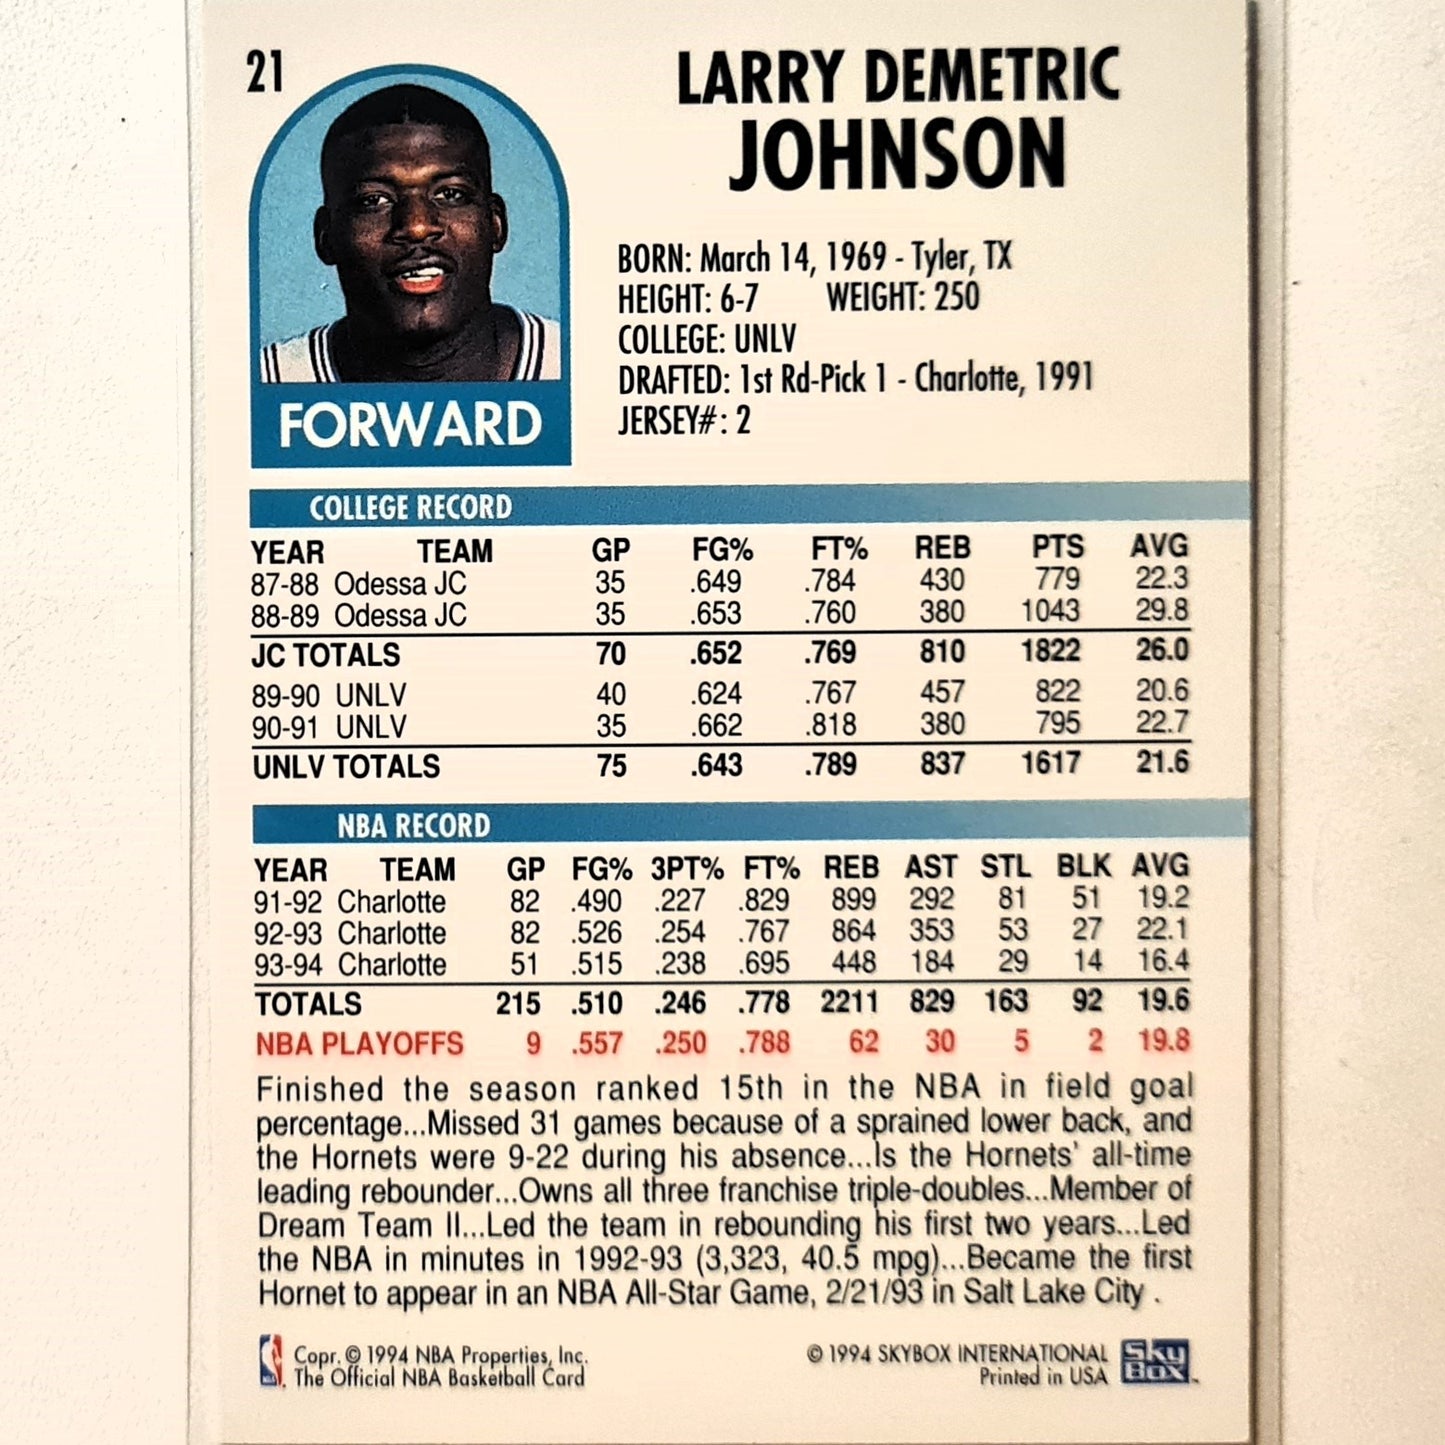 21
LARRY DEMETRIC
JOHNSON
BORN: March 14, 1969 - Tyler, TX
HEIGHT: 6-7 WEIGHT: 250
COLLEGE: UNLV
DRAFTED: 1st Rd-Pick 1 - Charlotte, 1991
JERSEY#: 2
FORWARD
COLLEGE RECORD
YEAR TEAM GP FG% FT% REB PTS AVG
87-88 Odessa JC 35 .649 .784 430 779 22.3
88-89 Odessa JC 35 .653 .760 380 1043 29.8
JC TOTALS 70 .652 .769 810 1822 26.0
89-90 UNLV 40 .624 .767 457 822 20.6
90-91 UNLV 35 .662 .818 380 795 22.7
UNLV TOTALS 75 .643 .789 837 1617 21.6
NBA RECORD
YEAR TEAM GP FG% 3PT% FT% REB AST STL BLK AVG
91-92 Charlotte 82 .490 .227 .829 899 292 81 51 19.2
92-93 Charlotte 82 .526 .254 .767 864 353 53 27 22.1
93-94 Charlotte 51 .515 .238 .695 448 184 29 14 16.4
TOTALS 215 .510 .246 .778 2211 829 163 92 19.6
NBA PLAYOFFS 9 .557 .250 .788 62 30 5 2 19.8
Finished the season ranked 15th in the NBA in field goal
percentage...Missed 31 games because of a sprained lower back, and
the Hornets were 9-22 during his absence...Is the Hornets' all-time
leading rebounder...Owns all three franchise triple-doubles...Member of
Dream Team II...Led the team in rebounding his first two years...Led
the NBA in minutes in 1992-93 (3,323, 40.5 mpg)...Became the first
Hornet to appear in an NBA All-Star Game, 2/21/93 in Salt Lake City .
Copr. © 1994 NBA Properties, Inc.
The Official NBA Basketball Card
© 1994 SKYBOX INTERNATIONAL
Printed in USA
SkyBox